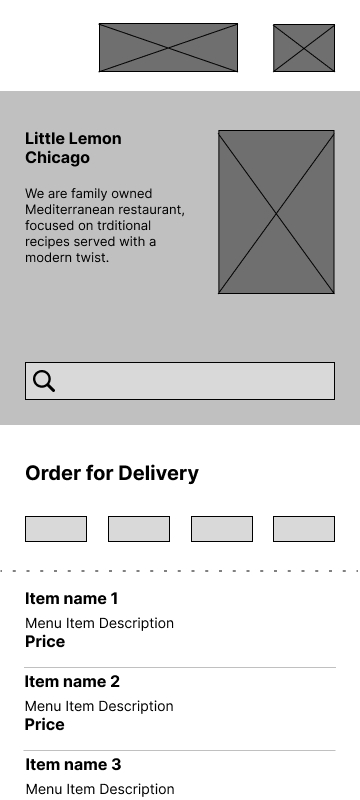 Little Lemon
Chicago
We are family owned
Mediterranean restaurant,
focused on trditional
recipes served with a
modern twist.
Order for Delivery
Item name 1
Menu Item Description
Price
Item name 2
Menu Item Description
Price
Item name 3
Menu Item Description